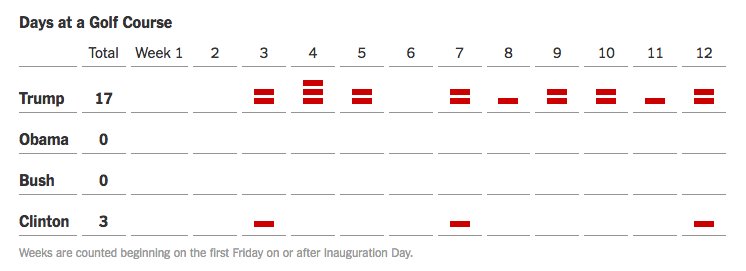 Days at a Golf Course
Total Week 1 2 3 4 5 6 7 8 9 10 11 12
Trump 17
Obama 0
Bush 0
Clinton 3
Weeks are counted beginning on the first Friday on or after Inauguration Day.